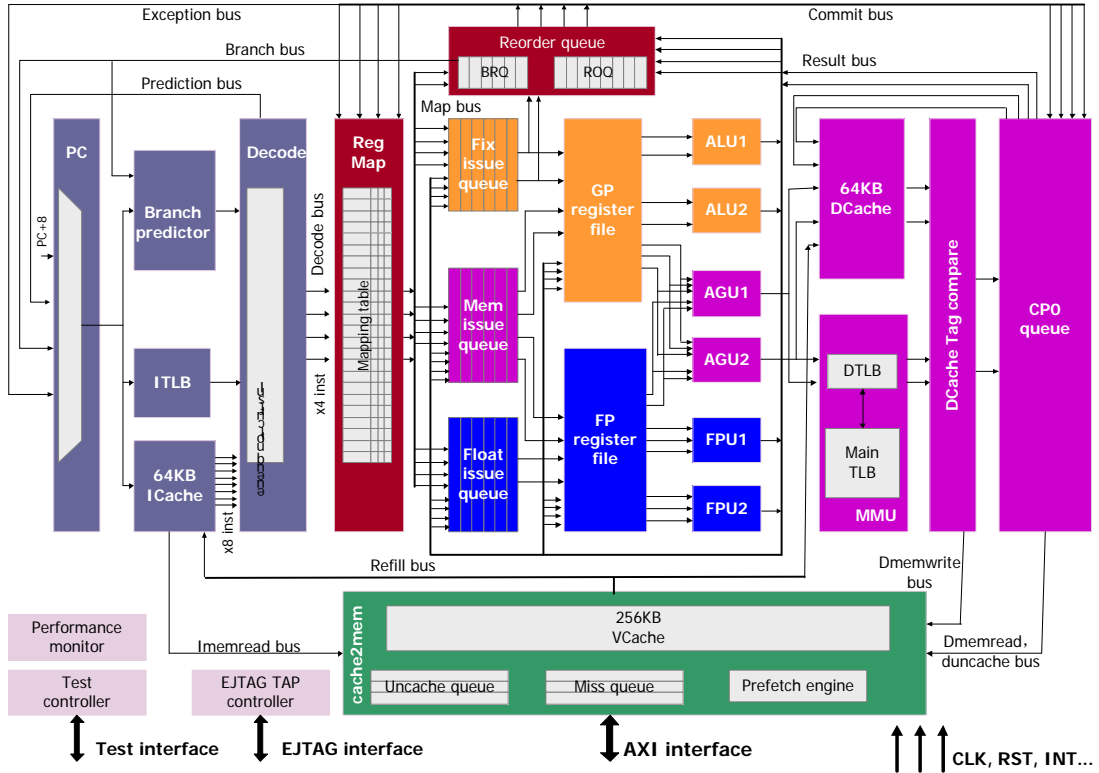 Exception bus
Commit bus
Reorder queue
BRQ
ROQ
Branch bus
Result bus
Prediction bus
Map bus
PC
PC+8
Branch
predictor
ITLB
64KB
ICache
x8 inst
Decode
Instruction queue
Decode bus
x4 inst
Reg
Map
Mapping table
Fix
issue
queue
Mem
issue
queue
Float
issue
queue
GP
register
file
FP
register
file
ALU1
ALU2
AGU1
AGU2
FPU1
FPU2
64KB
DCache
DTLB
Main
TLB
MMU
DCache Tag compare
CP0
queue
Refill bus
Dmemwrite
bus
Imemread bus
Dmemread,
duncache bus
cache2mem
256KB
VCache
Uncache queue
Miss queue
Prefetch engine
Performance
monitor
Test
controller
EJTAG TAP
controller
Test interface
EJTAG interface
AXI interface
CLK, RST, INT...